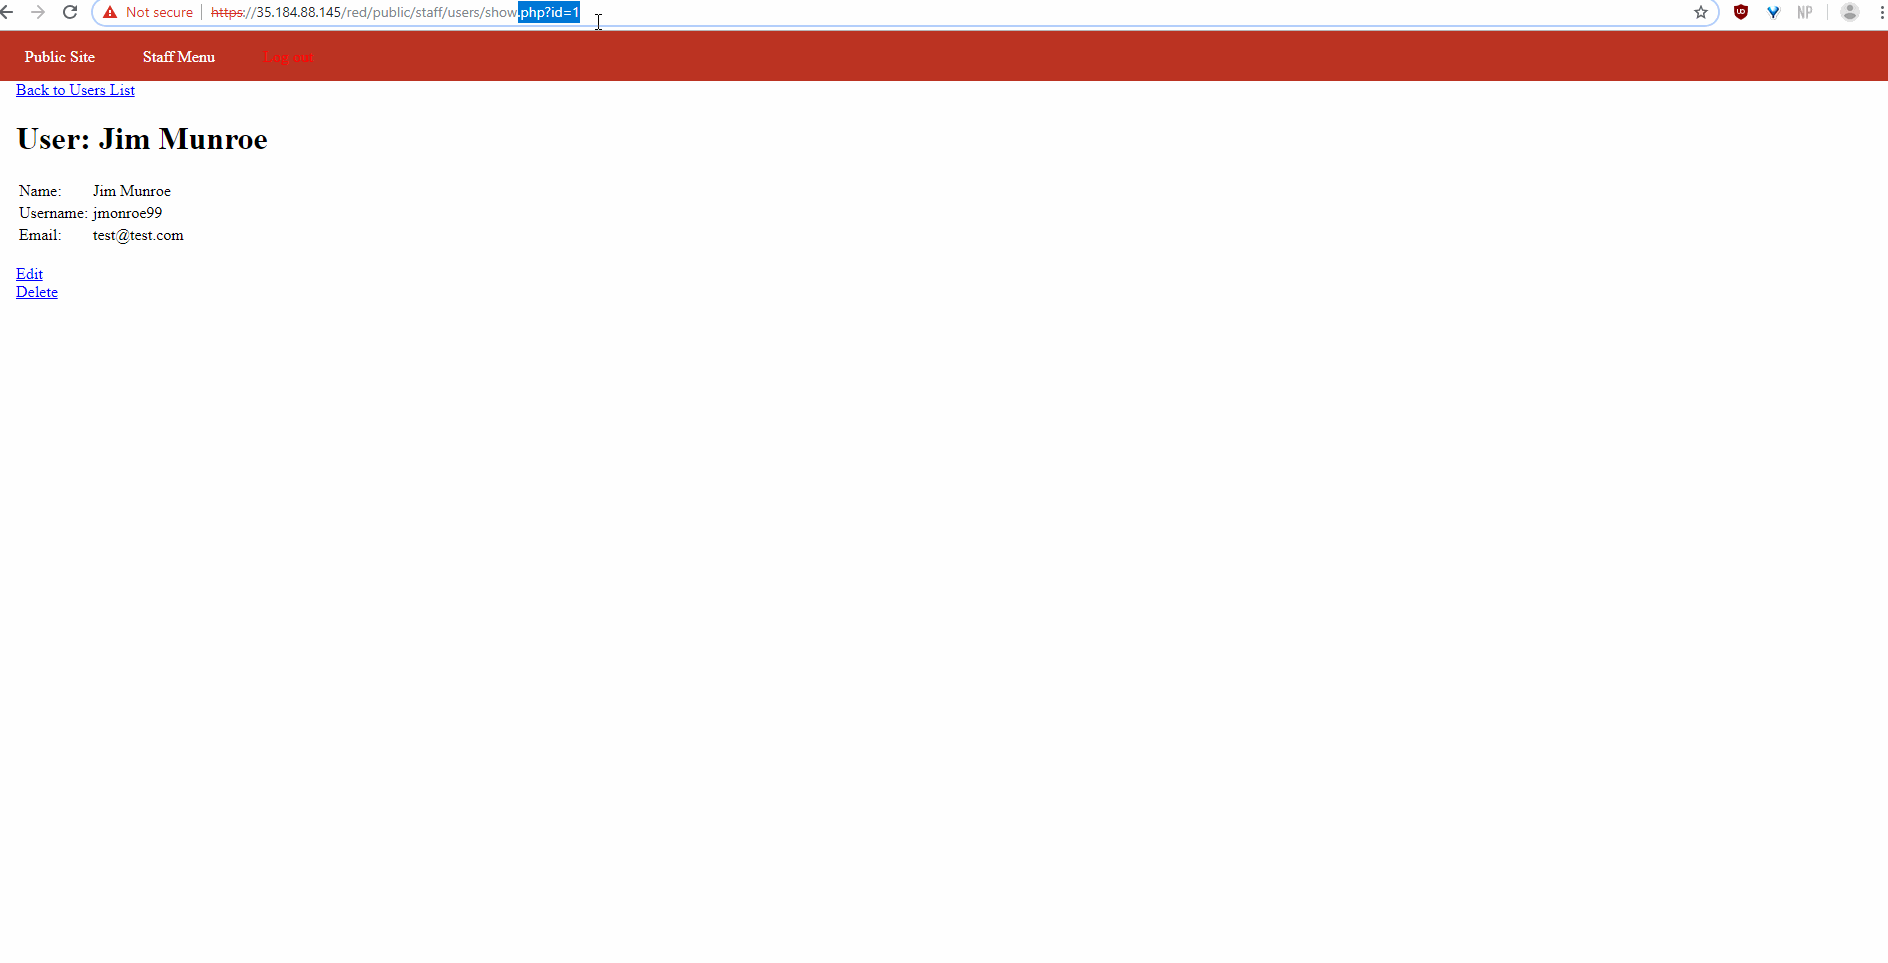 Not secure | https://35.184.88.145/red/public/staff/users/show.php?id=1 UD NP
Public Site Staff Menu Log out
Back to Users List
User: Jim Munroe
Name: Jim Munroe
Username: jmonroe99
Email: test@test.com
Edit
Delete